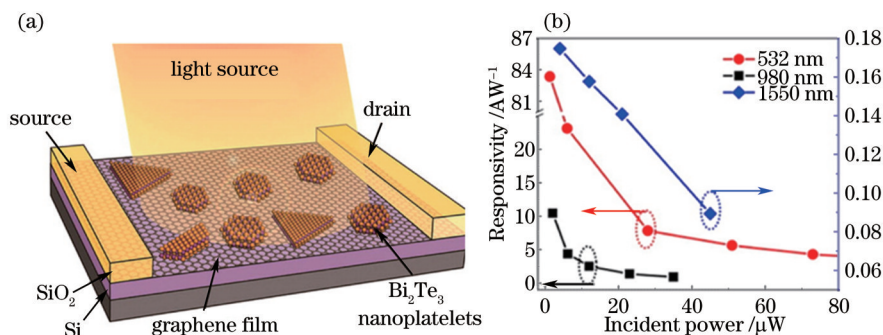 (a)
light source
source
drain
SiO₂
Si
graphene film
Bi₂Te₃
nanoplatelets
(b)
87
84
81
20
15
10
5
0
Responsivity /AW⁻¹
532 nm
980 nm
1550 nm
0.18
0.16
0.14
0.12
0.10
0.08
0.06
0 20 40 60 80
Incident power /μW